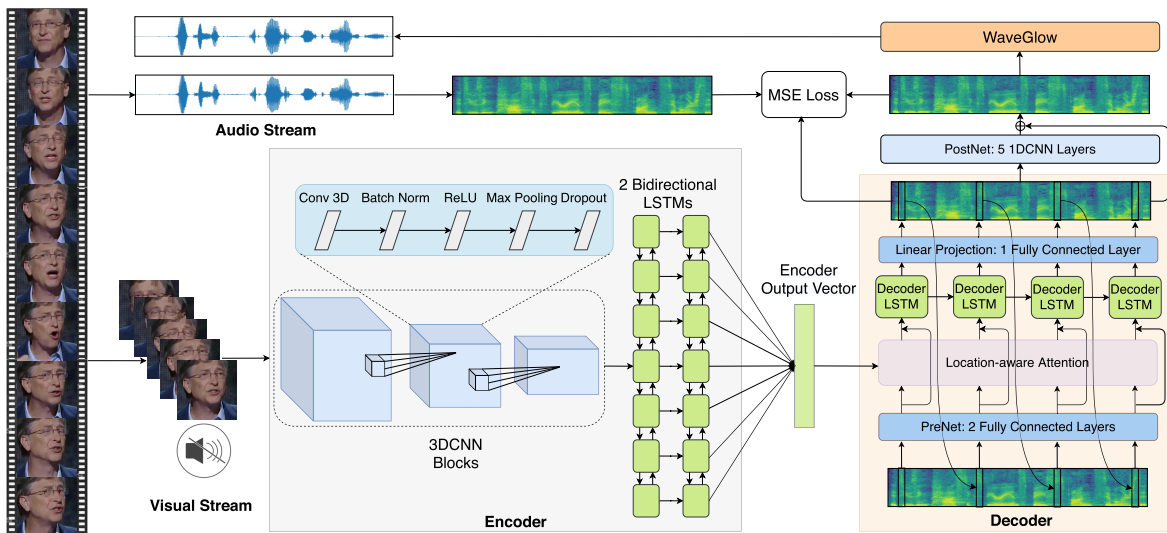 WaveGlow
MSE Loss
Audio Stream
PostNet: 5 1DCNN Layers
Conv 3D
Batch Norm
ReLU
Max Pooling
Dropout
2 Bidirectional
LSTMs
Linear Projection: 1 Fully Connected Layer
Encoder
Output Vector
Decoder
LSTM
Decoder
LSTM
Decoder
LSTM
Decoder
LSTM
Location-aware Attention
PreNet: 2 Fully Connected Layers
3DCNN
Blocks
Visual Stream
Encoder
Decoder